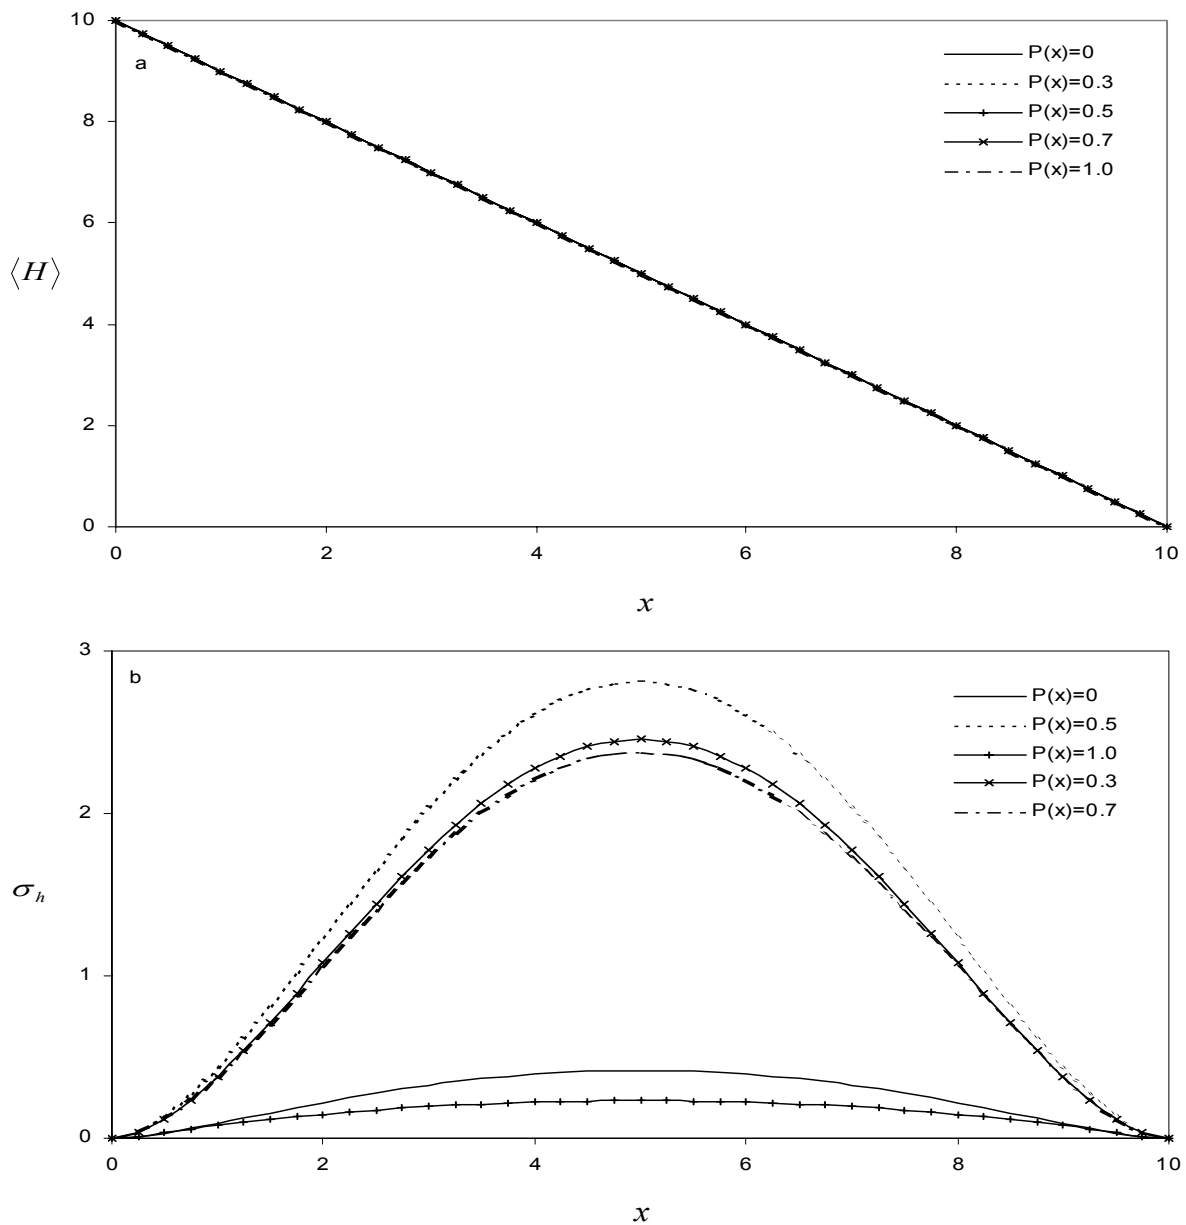 10
a
P(x)=0
P(x)=0.3
8
P(x)=0.5
P(x)=0.7
P(x)=1.0
6
⟨H⟩
4
2
0
0 2 4 6 8 10
x
3
b
P(x)=0
P(x)=0.5
P(x)=1.0
P(x)=0.3
2
P(x)=0.7
σh
1
0
0 2 4 6 8 10
x